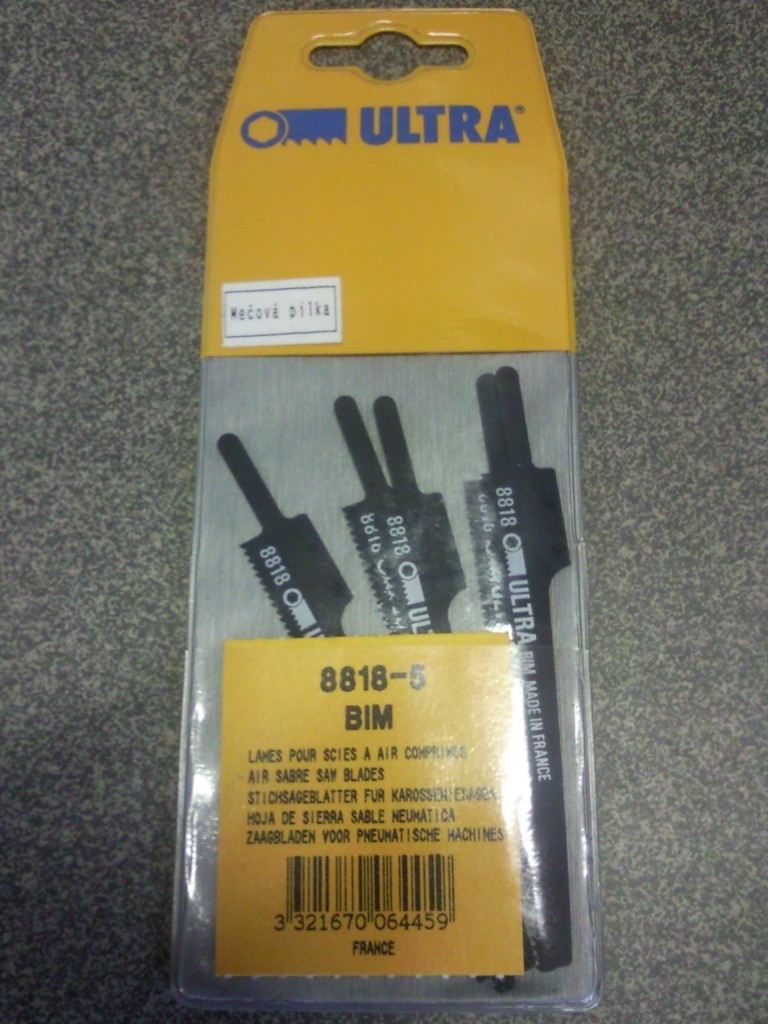 ULTRA®
Mečová pilka
8818
8818
8818
8818
ULTRA BIM MADE IN FRANCE
8818-5
BIM
LAMES POUR SCIES A AIR COMPRIMES
AIR SABRE SAW BLADES
STICHSAGEBLATTER FUR KAROSSERIESAGEN
HOJA DE SIERRA SABLE NEUMATICA
ZAAGBLADEN VOOR PNEUMATISCHE MACHINES
3 321670 064459
FRANCE